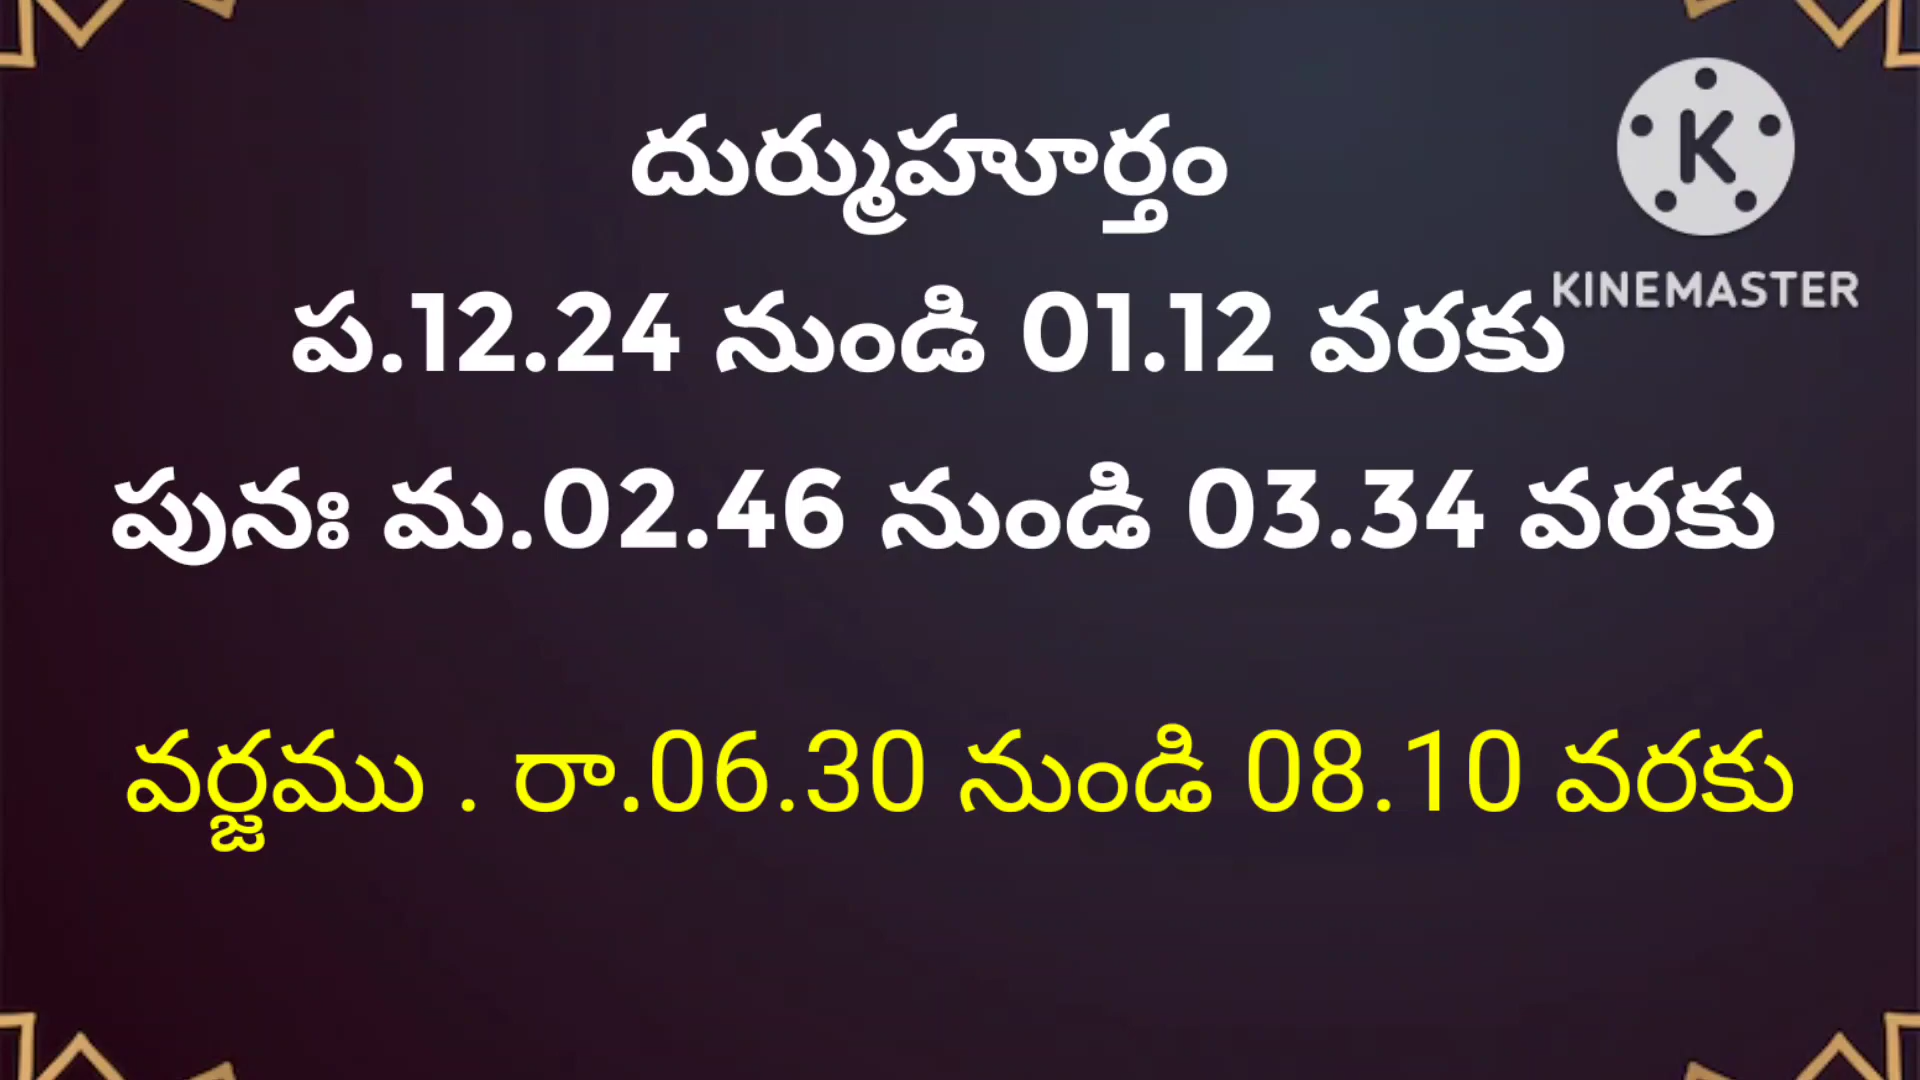 దుర్ముహూర్తం
ప.12.24 నుండి 01.12 వరకు
KINEMASTER
పునః మ.02.46 నుండి 03.34 వరకు
వర్జము . రా.06.30 నుండి 08.10 వరకు